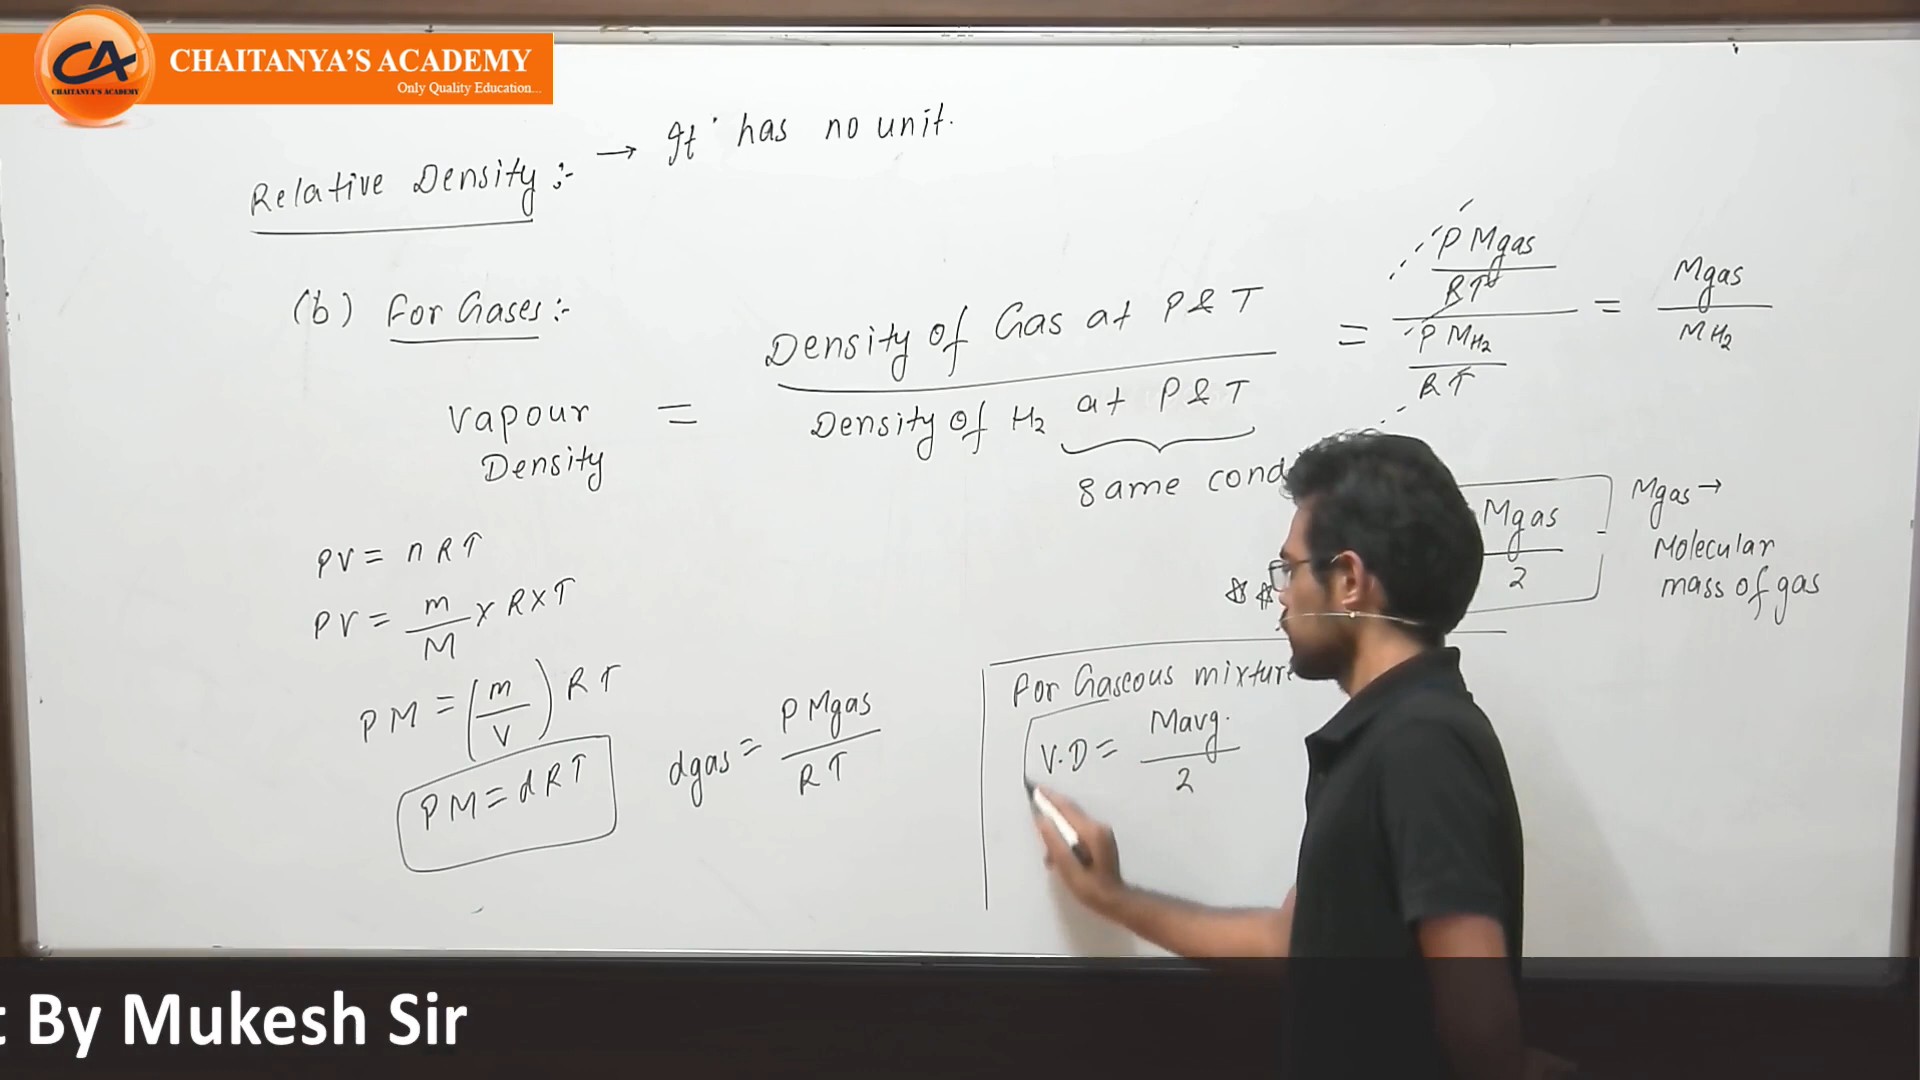 CA
CHAITANYA'S ACADEMY
CHAITANYA'S ACADEMY
Only Quality Education...
Relative Density :- → It has no unit.
(b) For Gases :-
Vapour Density = Density of Gas at P & T / Density of H2 at P & T = P Mgas / RT / P MH2 / RT = Mgas / MH2
same cond
Mgas / 2
Mgas →
Molecular
mass of gas
PV = nRT
PV = m/M × R × T
PM = (m/V) RT
PM = dRT
dgas = P Mgas / RT
For Gaseous mixture
V.D = Mavg. / 2
By Mukesh Sir